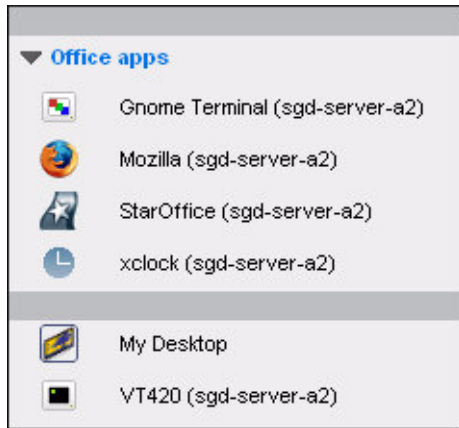 Office apps
Gnome Terminal (sgd-server-a2)
Mozilla (sgd-server-a2)
StarOffice (sgd-server-a2)
xclock (sgd-server-a2)
My Desktop
VT420 (sgd-server-a2)